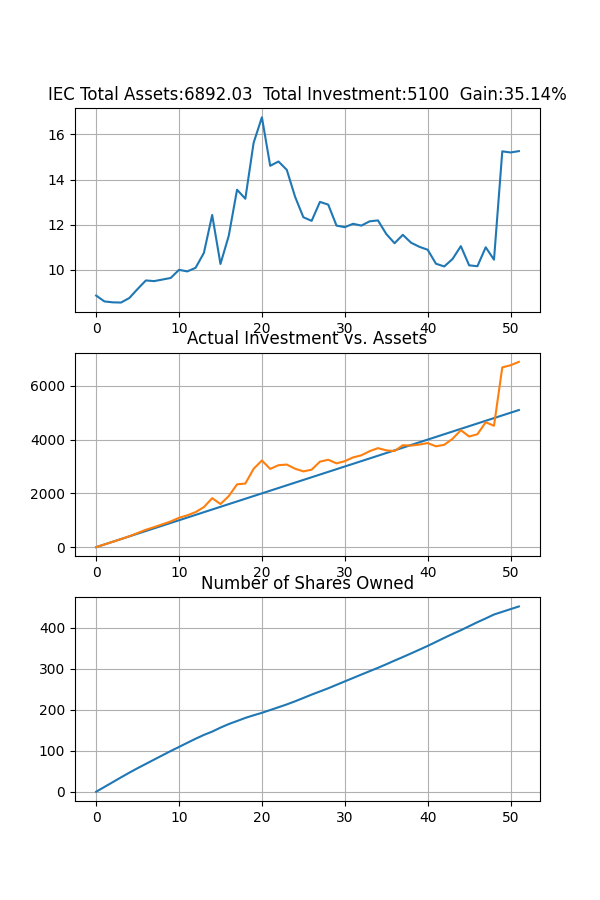 IEC Total Assets:6892.03  Total Investment:5100  Gain:35.14%
16
14
12
10
0 10 20 30 40 50
Actual Investment vs. Assets
6000
4000
2000
0
0 10 20 30 40 50
Number of Shares Owned
400
300
200
100
0
0 10 20 30 40 50